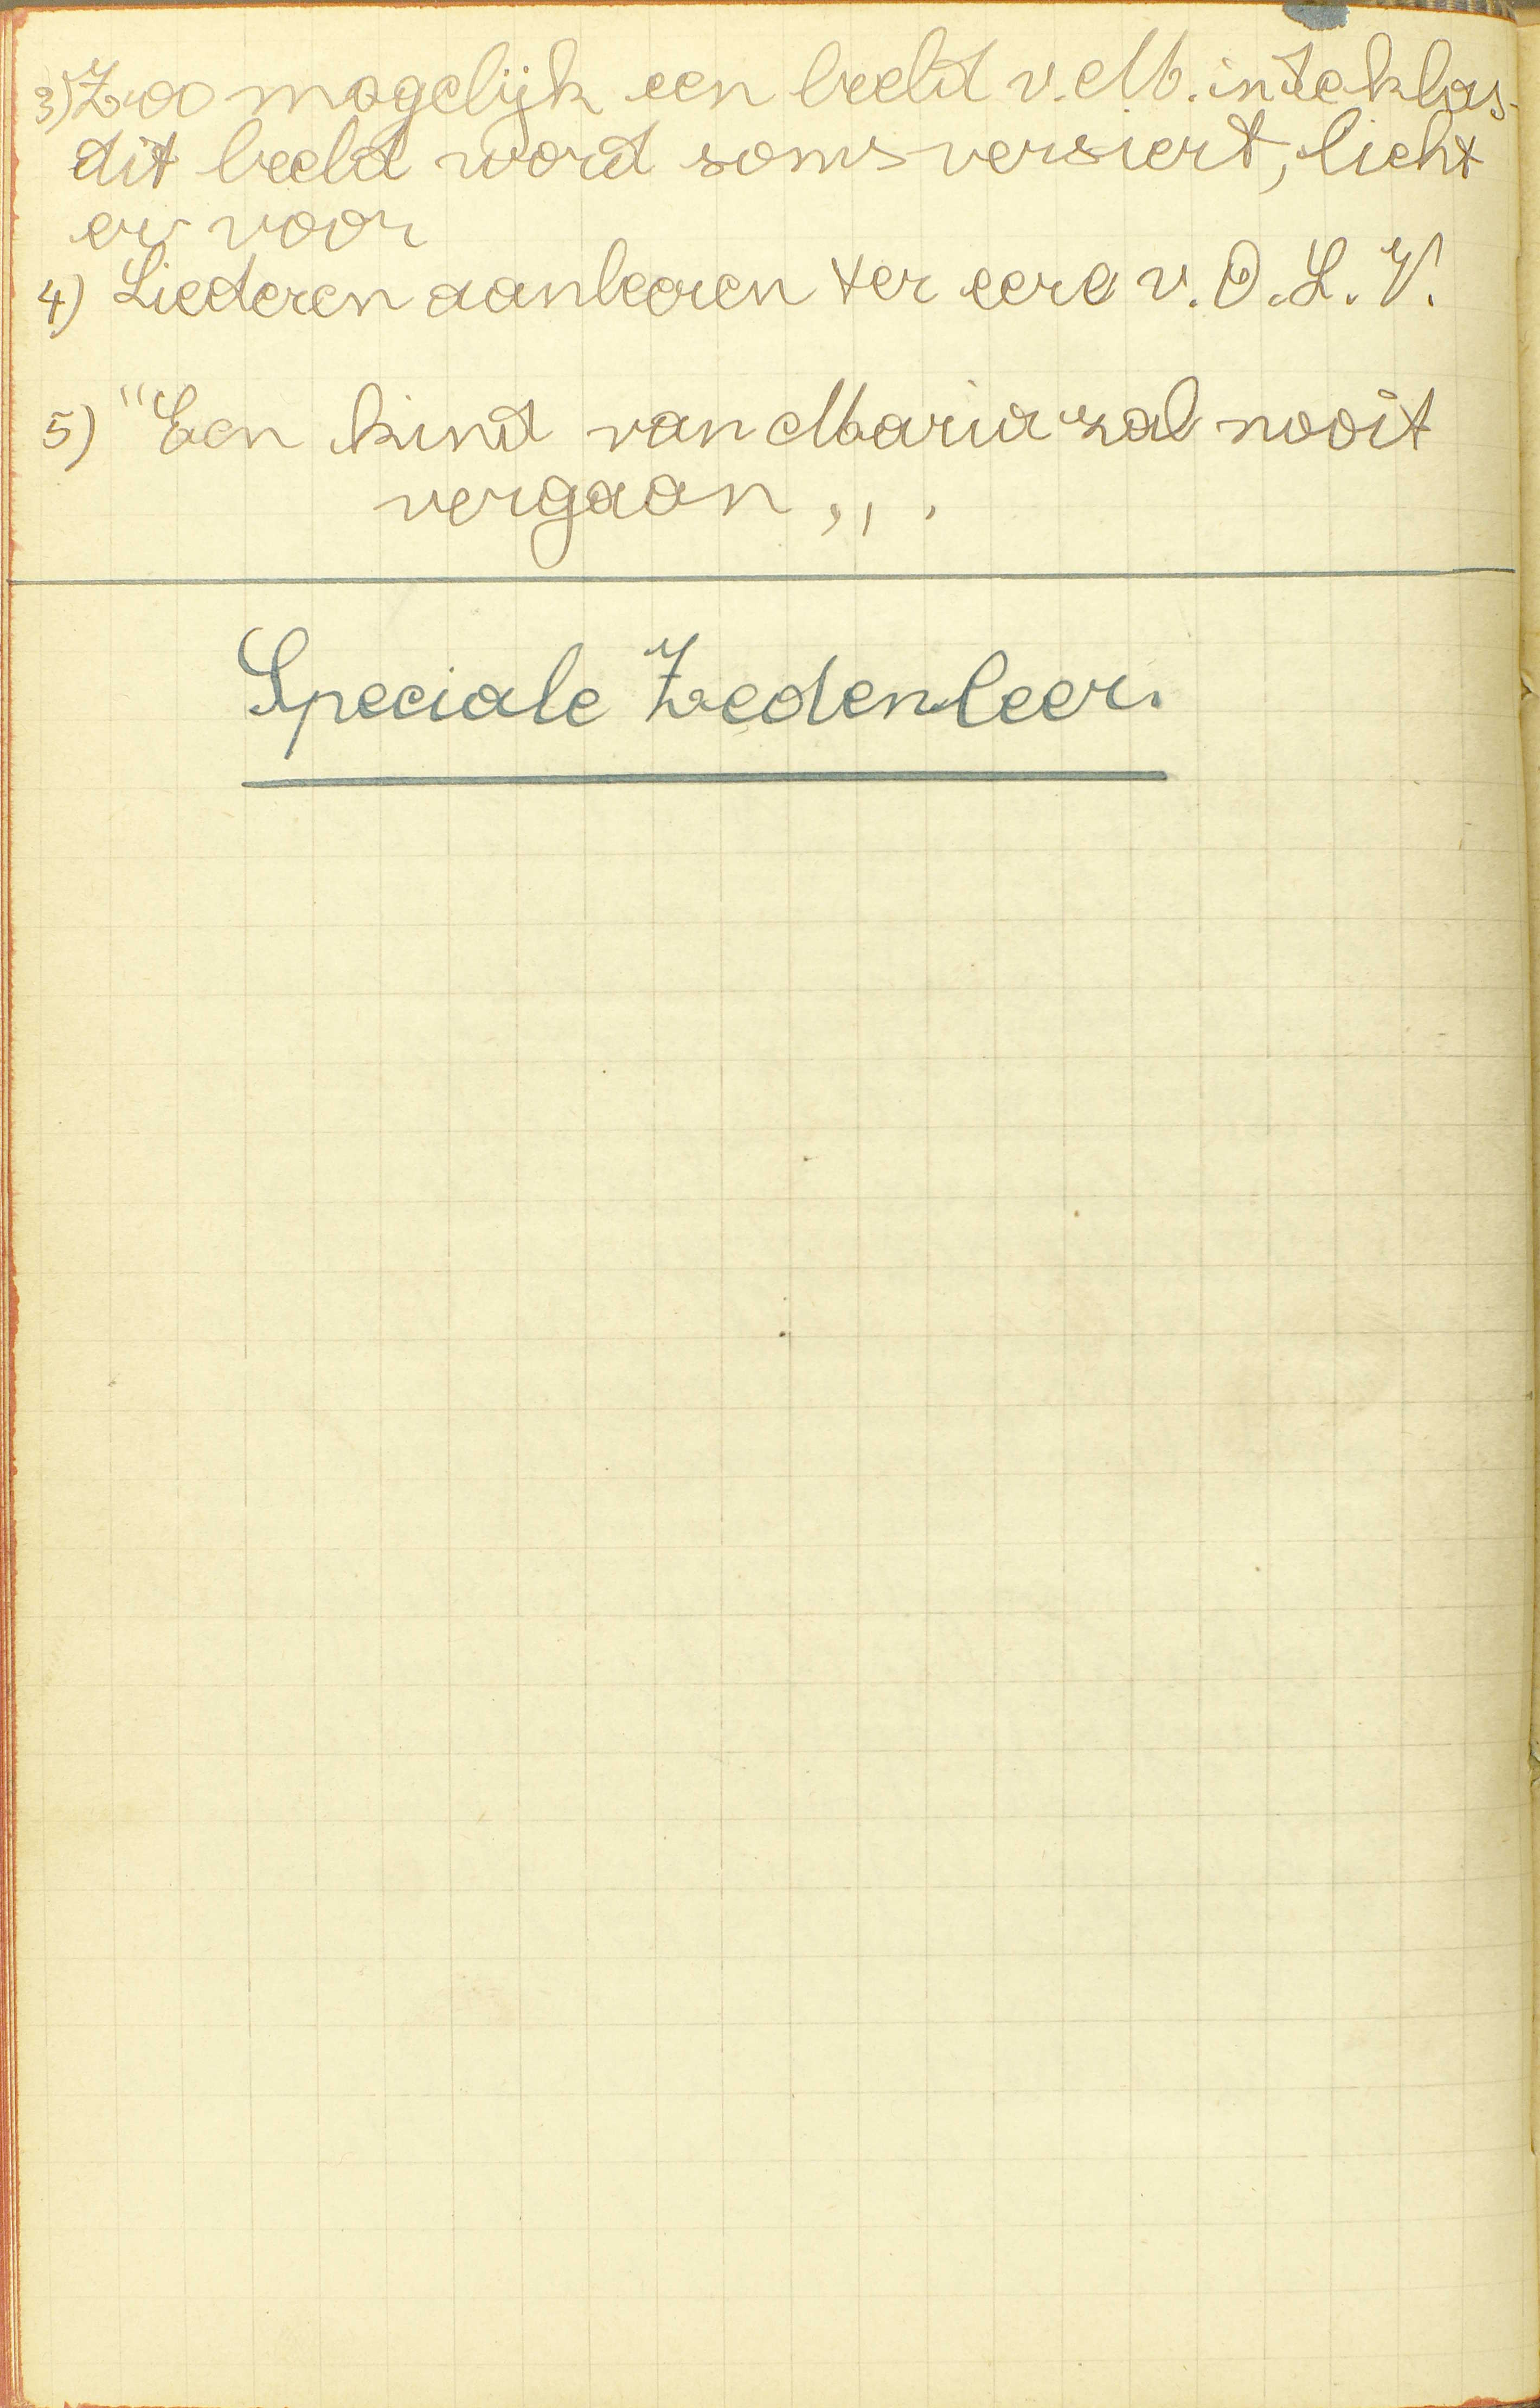 3) Zoo mogelijk een beeld v. M. in de klas-
dit beeld word soms versiert, licht
er voor
4) Liederen aanleeren ter eere v. O. L. V.
5) "Een kind van Maria zal nooit
vergaan ,, .
Speciale Zedenleer.